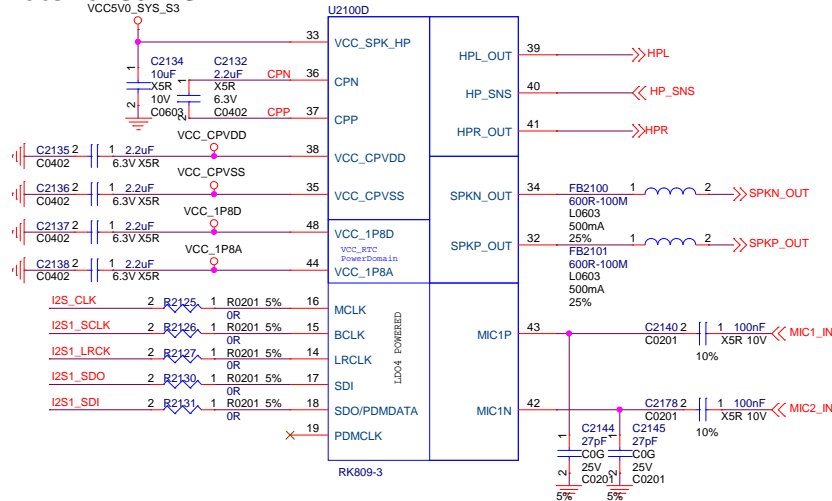 VCC5V0_SYS_S3
U2100D
33 VCC_SPK_HP
C2134
10uF
X5R
10V
C0603
1
2
C2132
2.2uF
X5R
6.3V
C0402
1
2
CPN 36 CPN
CPP 37 CPP
VCC_CPVDD
C2135 2 1 2.2uF 38 VCC_CPVDD
C0402 6.3V X5R
VCC_CPVSS
C2136 2 1 2.2uF 35 VCC_CPVSS
C0402 6.3V X5R
VCC_1P8D
C2137 2 1 2.2uF 48 VCC_1P8D
C0402 6.3V X5R
VCC_RTC
PowerDomain
VCC_1P8A
C2138 2 1 2.2uF 44 VCC_1P8A
C0402 6.3V X5R
I2S_CLK 2 R2125 1 R0201 5% 16 MCLK
0R
I2S1_SCLK 2 R2126 1 R0201 5% 15 BCLK
0R
I2S1_LRCK 2 R2127 1 R0201 5% 14 LRCLK
0R
I2S1_SDO 2 R2130 1 R0201 5% 17 SDI
0R
I2S1_SDI 2 R2131 1 R0201 5% 18 SDO/PDMDATA
0R
19 PDMCLK
LDO4 POWERED
RK809-3
HPL_OUT 39 HPL
HP_SNS 40 HP_SNS
HPR_OUT 41 HPR
SPKN_OUT 34 FB2100 1 2 SPKN_OUT
600R-100M
L0603
500mA
25%
SPKP_OUT 32 1 2 SPKP_OUT
FB2101
600R-100M
L0603
500mA
25%
MIC1P 43 C2140 2 1 100nF MIC1_IN
C0201 X5R 10V
10%
MIC1N 42 C2178 2 1 100nF MIC2_IN
C0201 X5R 10V
10%
C2144
27pF
C0G
25V
C0201
5%
1
2
C2145
27pF
C0G
25V
C0201
5%
1
2